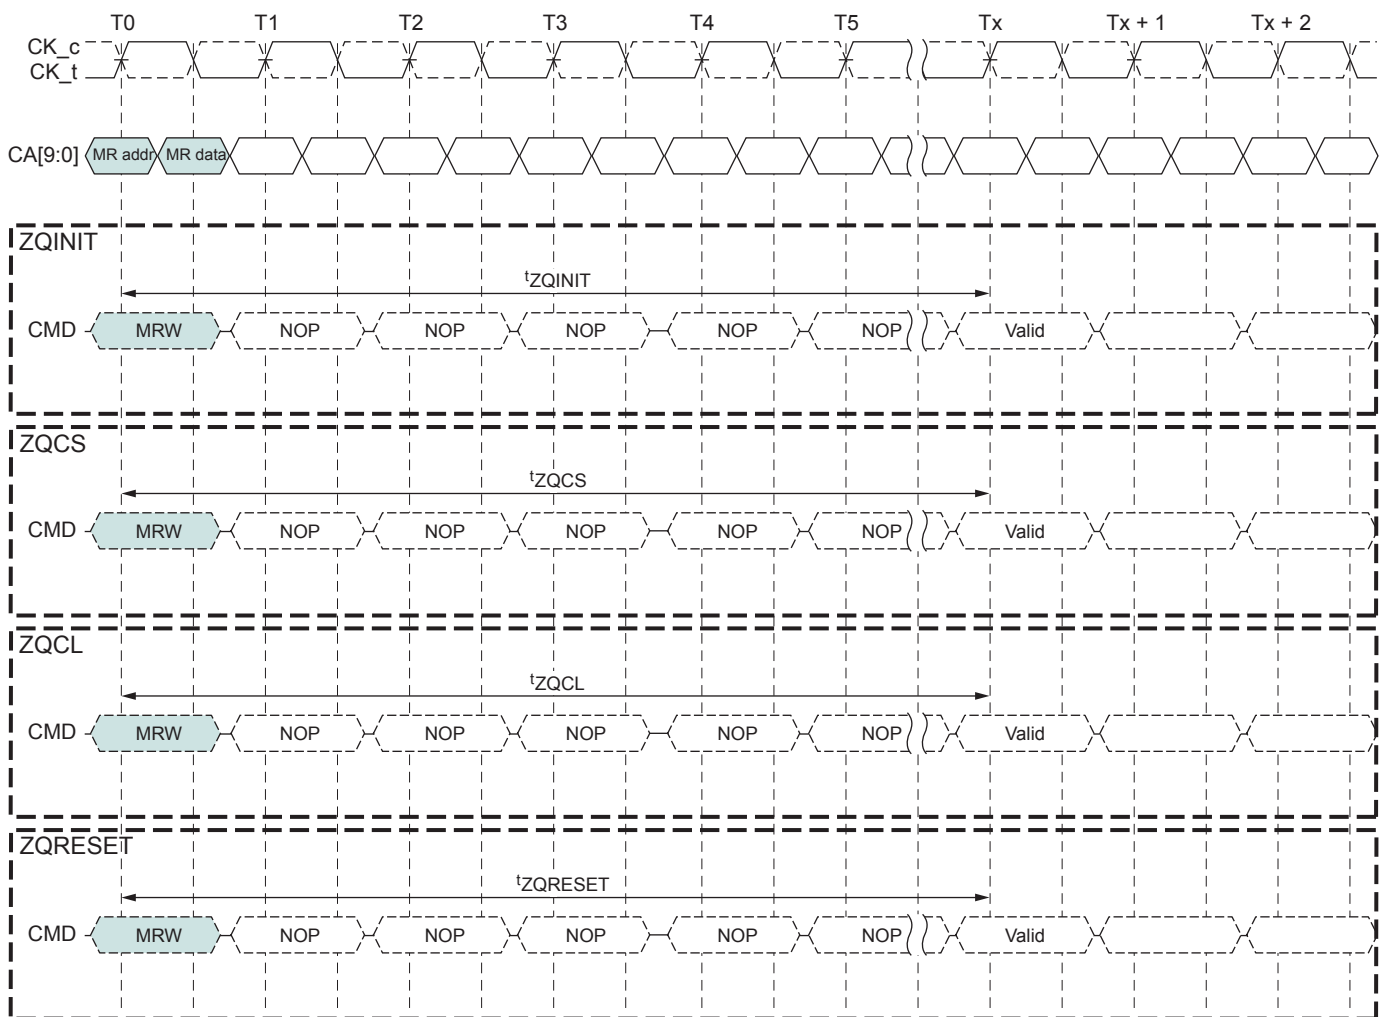 T0 T1 T2 T3 T4 T5 Tx Tx + 1 Tx + 2
CK_c
CK_t
CA[9:0] MR addr MR data
ZQINIT
tZQINIT
CMD MRW NOP NOP NOP NOP NOP Valid
ZQCS
tZQCS
CMD MRW NOP NOP NOP NOP NOP Valid
ZQCL
tZQCL
CMD MRW NOP NOP NOP NOP NOP Valid
ZQRESET
tZQRESET
CMD MRW NOP NOP NOP NOP NOP Valid